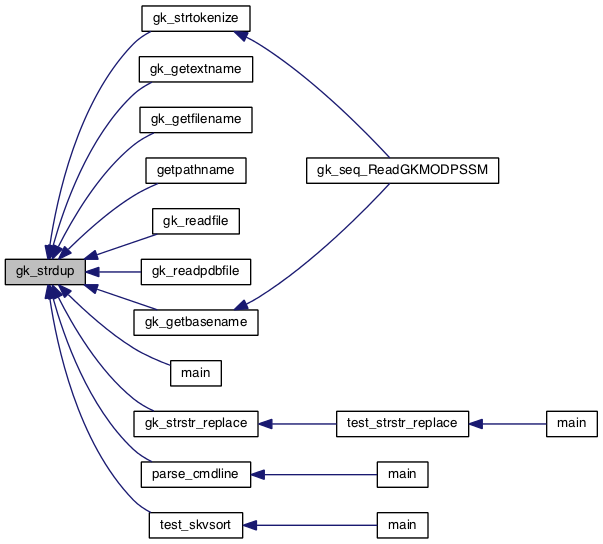 gk_strtokenize
gk_getextname
gk_getfilename
getpathname
gk_seq_ReadGKMODPSSM
gk_readfile
gk_strdup
gk_readpdbfile
gk_getbasename
main
gk_strstr_replace
test_strstr_replace
main
parse_cmdline
main
test_skvsort
main